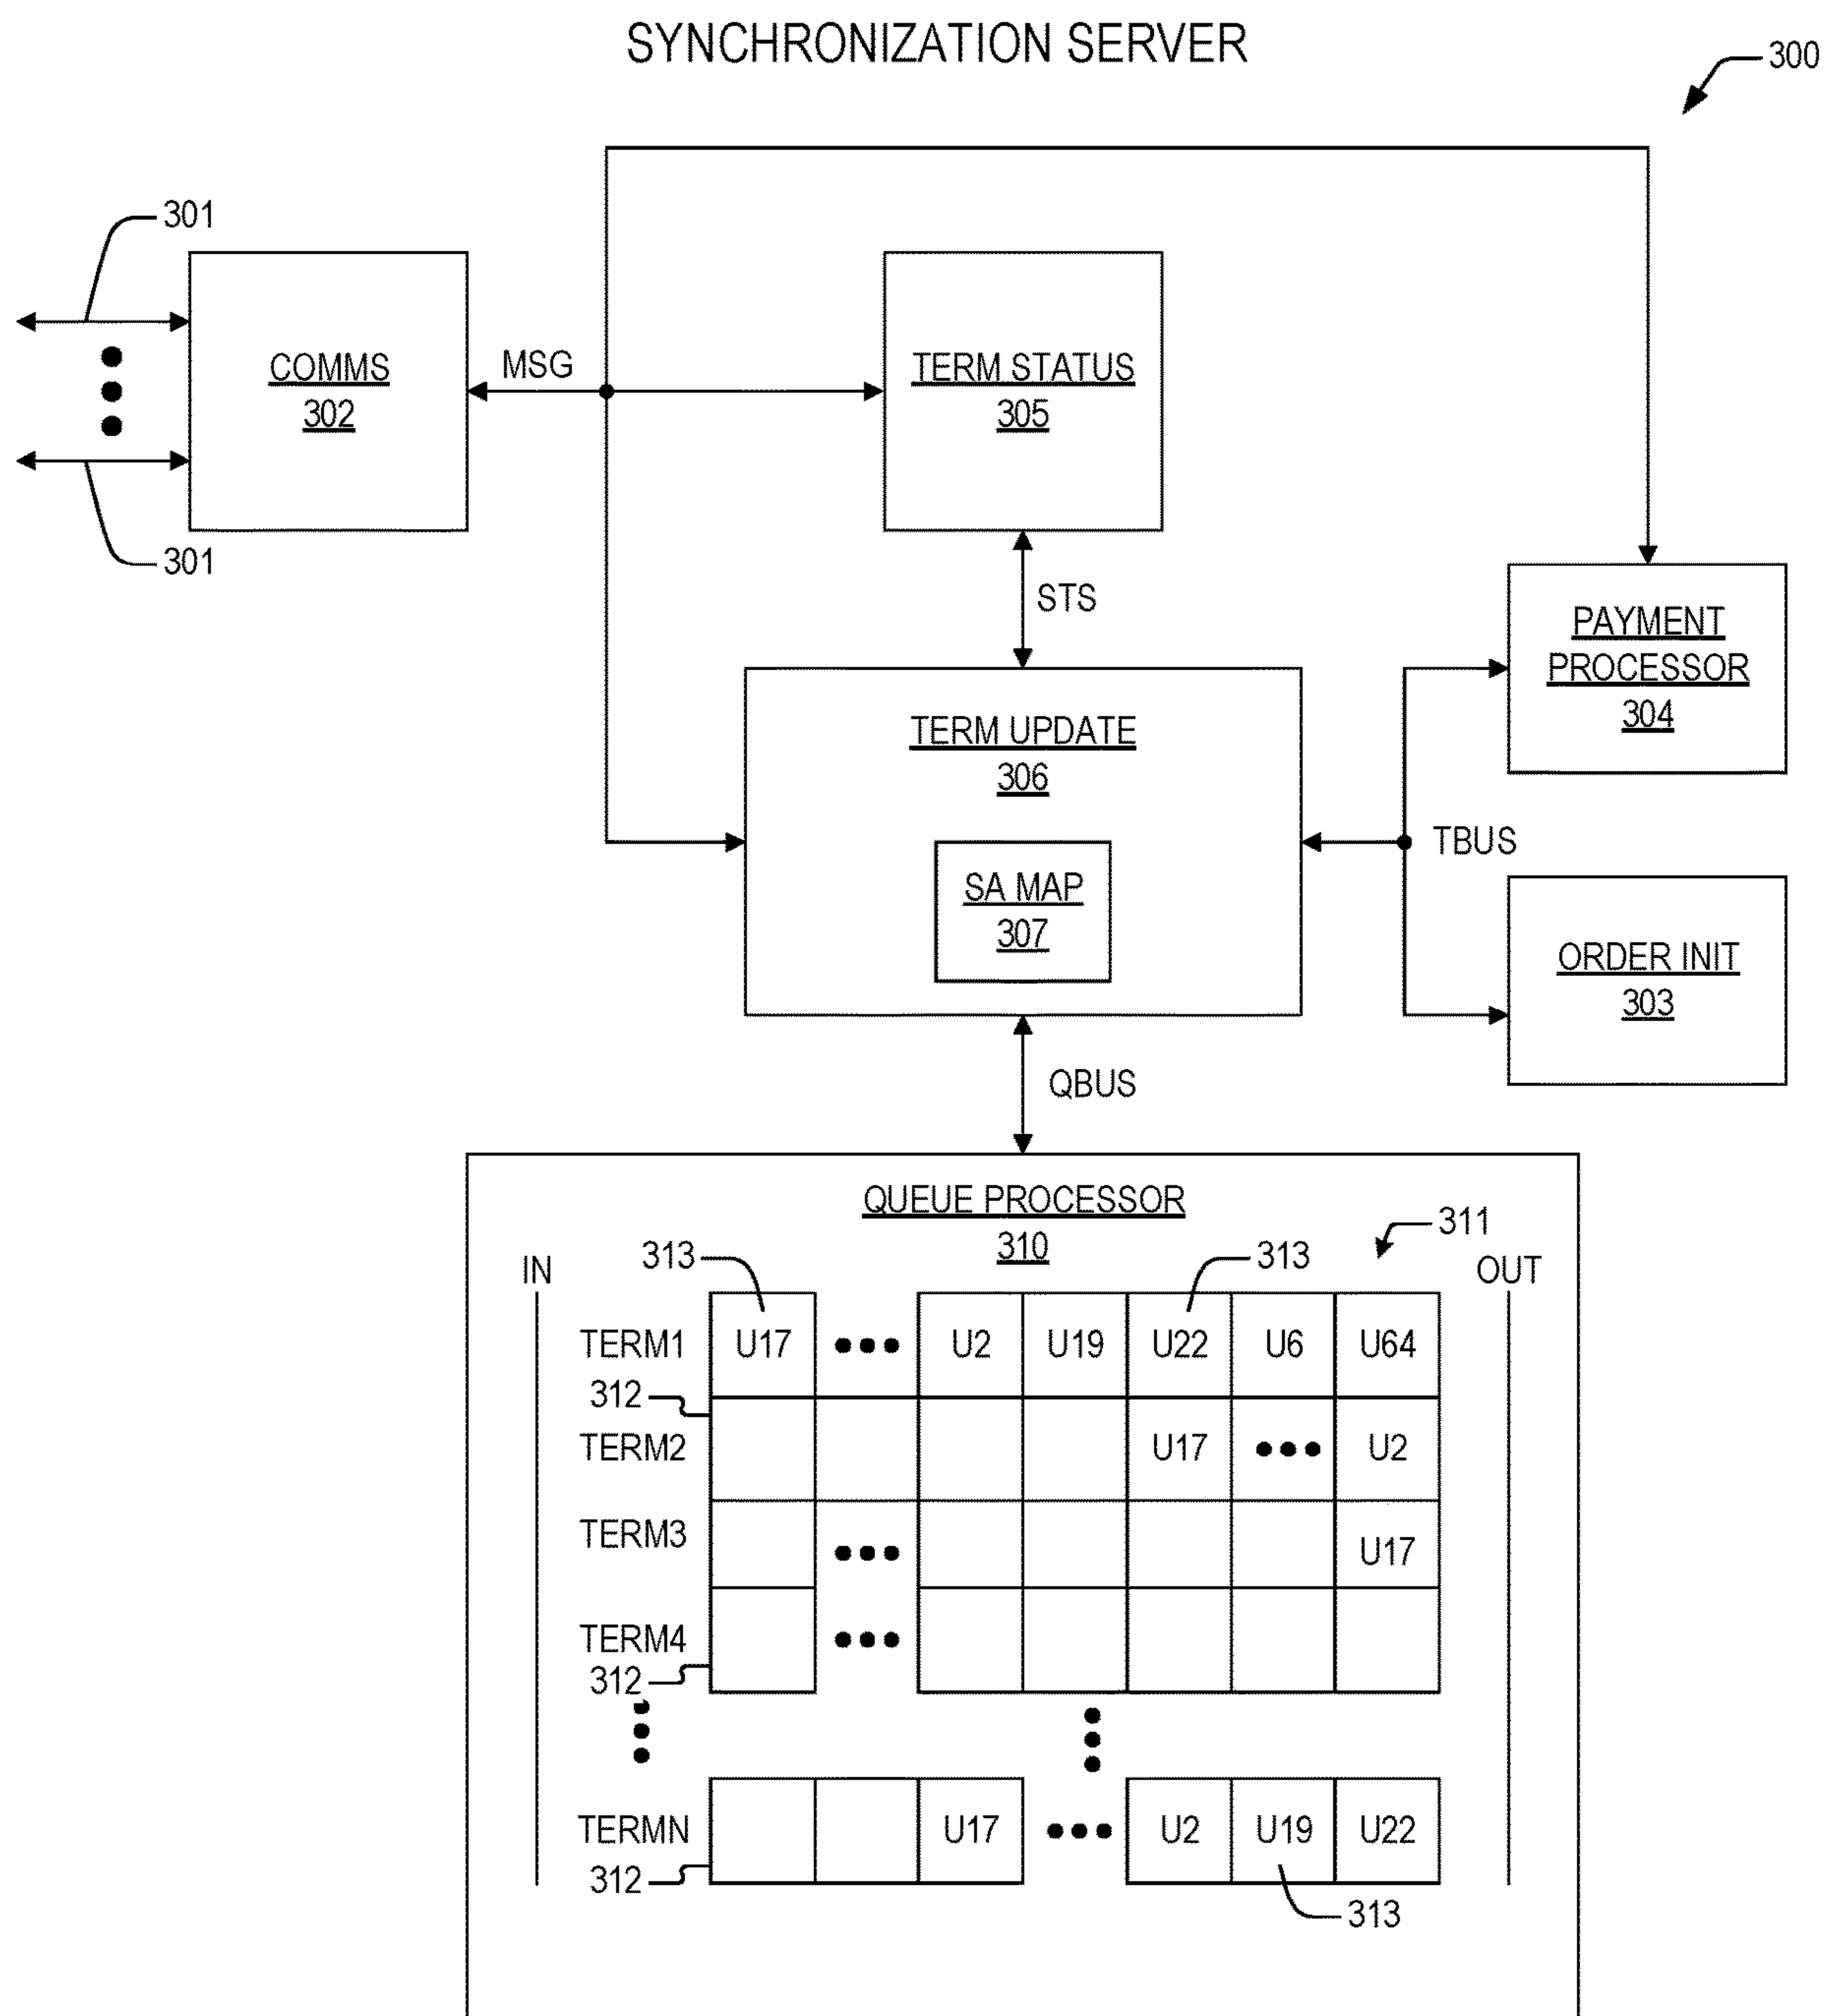 SYNCHRONIZATION SERVER
300
301
COMMS
302
301
MSG
TERM STATUS
305
STS
PAYMENT
PROCESSOR
304
TERM UPDATE
306
SA MAP
307
TBUS
ORDER INIT
303
QBUS
QUEUE PROCESSOR
310
311
313
313
IN
OUT
TERM1 U17 U2 U19 U22 U6 U64
312
TERM2 U17 U2
TERM3 U17
TERM4
312
TERMN U17 U2 U19 U22
312
313